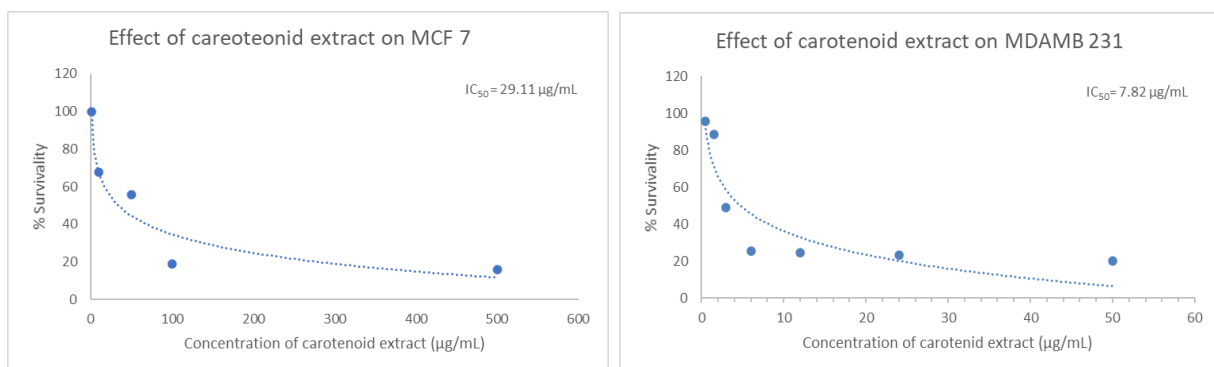 Effect of careoteonid extract on MCF 7
IC50 = 29.11 µg/mL
% Survivality
120
100
80
60
40
20
0
0 100 200 300 400 500 600
Concentration of carotenoid extract (µg/mL)
Effect of carotenoid extract on MDAMB 231
IC50 = 7.82 µg/mL
% Survivality
120
100
80
60
40
20
0
0 10 20 30 40 50 60
Concentration of carotenid extract (µg/mL)